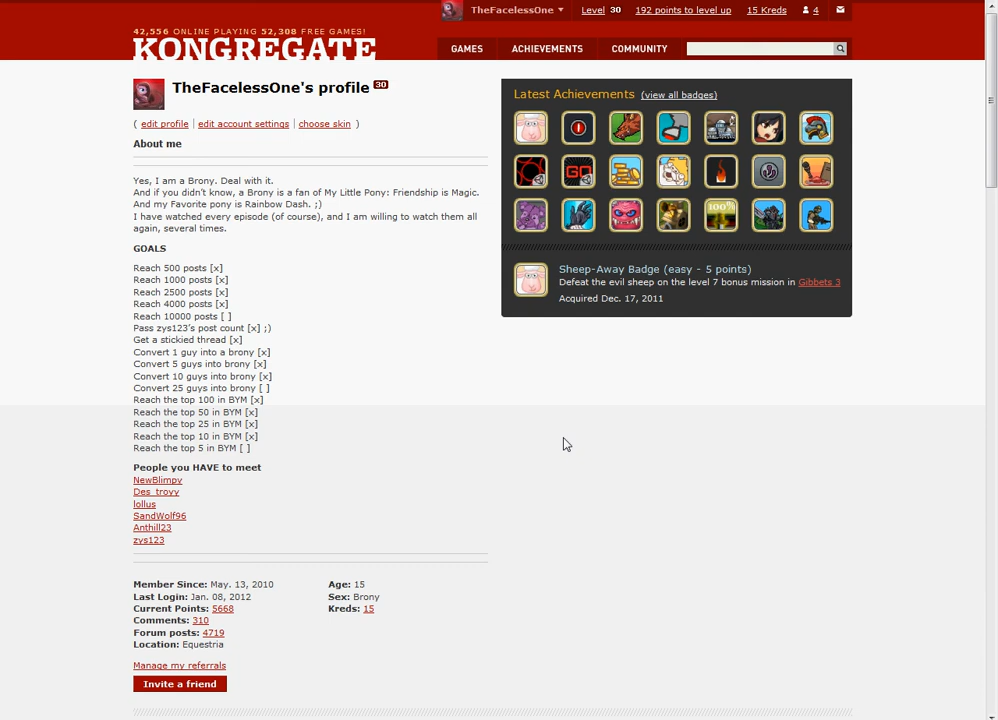 TheFacelessOne Level 30 192 points to level up 15 Kreds 4
42,556 ONLINE PLAYING 52,308 FREE GAMES!
KONGREGATE
GAMES ACHIEVEMENTS COMMUNITY
TheFacelessOne's profile 30
( edit profile | edit account settings | choose skin )
About me
Yes, I am a Brony. Deal with it.
And if you didn't know, a Brony is a fan of My Little Pony: Friendship is Magic.
And my Favorite pony is Rainbow Dash. ;)
I have watched every episode (of course), and I am willing to watch them all
again, several times.
GOALS
Reach 500 posts [x]
Reach 1000 posts [x]
Reach 2500 posts [x]
Reach 4000 posts [x]
Reach 10000 posts [ ]
Pass zys123's post count [x] ;)
Get a stickied thread [x]
Convert 1 guy into a brony [x]
Convert 5 guys into brony [x]
Convert 10 guys into brony [x]
Convert 25 guys into brony [ ]
Reach the top 100 in BYM [x]
Reach the top 50 in BYM [x]
Reach the top 25 in BYM [x]
Reach the top 10 in BYM [x]
Reach the top 5 in BYM [ ]
People you HAVE to meet
NewBlimpy
Des_trovv
lollus
SandWolf96
Anthill23
zys123
Member Since: May. 13, 2010
Last Login: Jan. 08, 2012
Current Points: 5668
Comments: 310
Forum posts: 4719
Location: Equestria
Age: 15
Sex: Brony
Kreds: 15
Manage my referrals
Invite a friend
Latest Achievements (view all badges)
GO
100%
Sheep-Away Badge (easy - 5 points)
Defeat the evil sheep on the level 7 bonus mission in Gibbets 3
Acquired Dec. 17, 2011